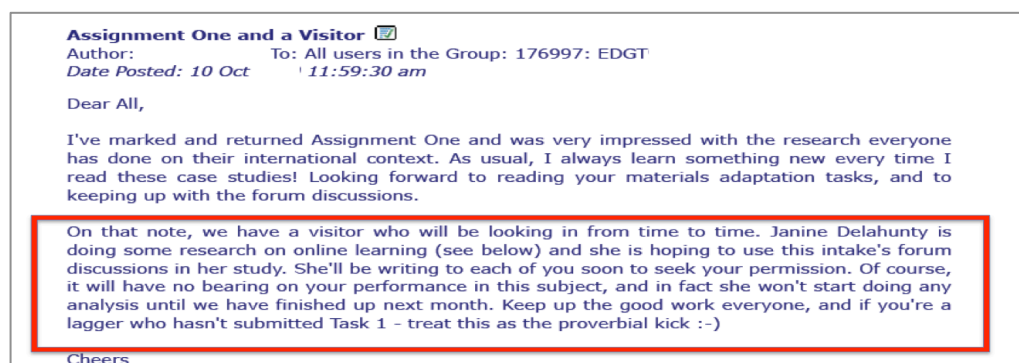 Assignment One and a Visitor
Author: To: All users in the Group: 176997: EDGT
Date Posted: 10 Oct 11:59:30 am
Dear All,
I've marked and returned Assignment One and was very impressed with the research everyone
has done on their international context. As usual, I always learn something new every time I
read these case studies! Looking forward to reading your materials adaptation tasks, and to
keeping up with the forum discussions.
On that note, we have a visitor who will be looking in from time to time. Janine Delahunty is
doing some research on online learning (see below) and she is hoping to use this intake's forum
discussions in her study. She'll be writing to each of you soon to seek your permission. Of course,
it will have no bearing on your performance in this subject, and in fact she won't start doing any
analysis until we have finished up next month. Keep up the good work everyone, and if you're a
lagger who hasn't submitted Task 1 - treat this as the proverbial kick :-)
Cheers